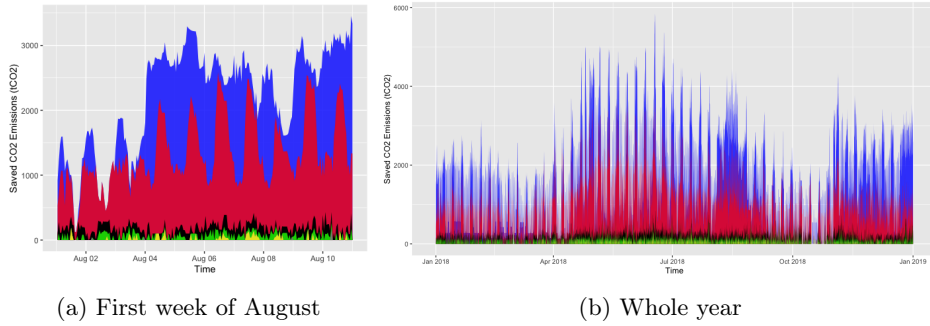 Saved CO2 Emissions (tCO2)
3000
2000
1000
0
Aug 02 Aug 04 Aug 06 Aug 08 Aug 10
Time
(a) First week of August
Saved CO2 Emissions (tCO2)
6000
4000
2000
0
Jan 2018 Apr 2018 Jul 2018 Oct 2018 Jan 2019
Time
(b) Whole year